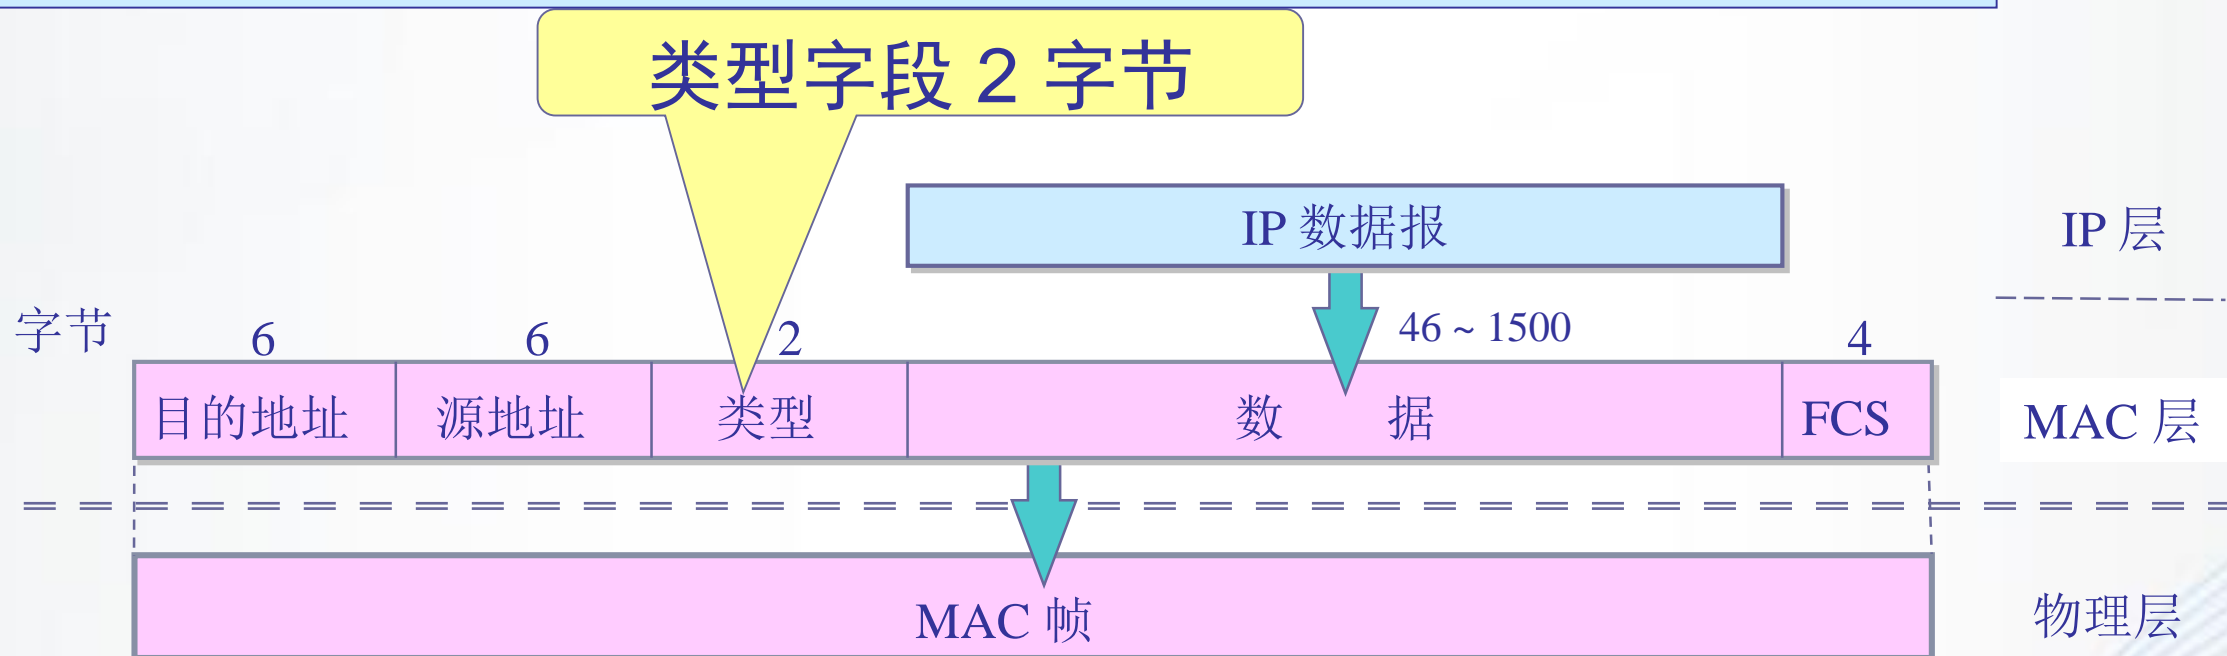 类型字段 2 字节
IP 数据报
IP 层
字节
6
6
2
46 ~ 1500
4
目的地址
源地址
类型
数 据
FCS
MAC 层
MAC 帧
物理层